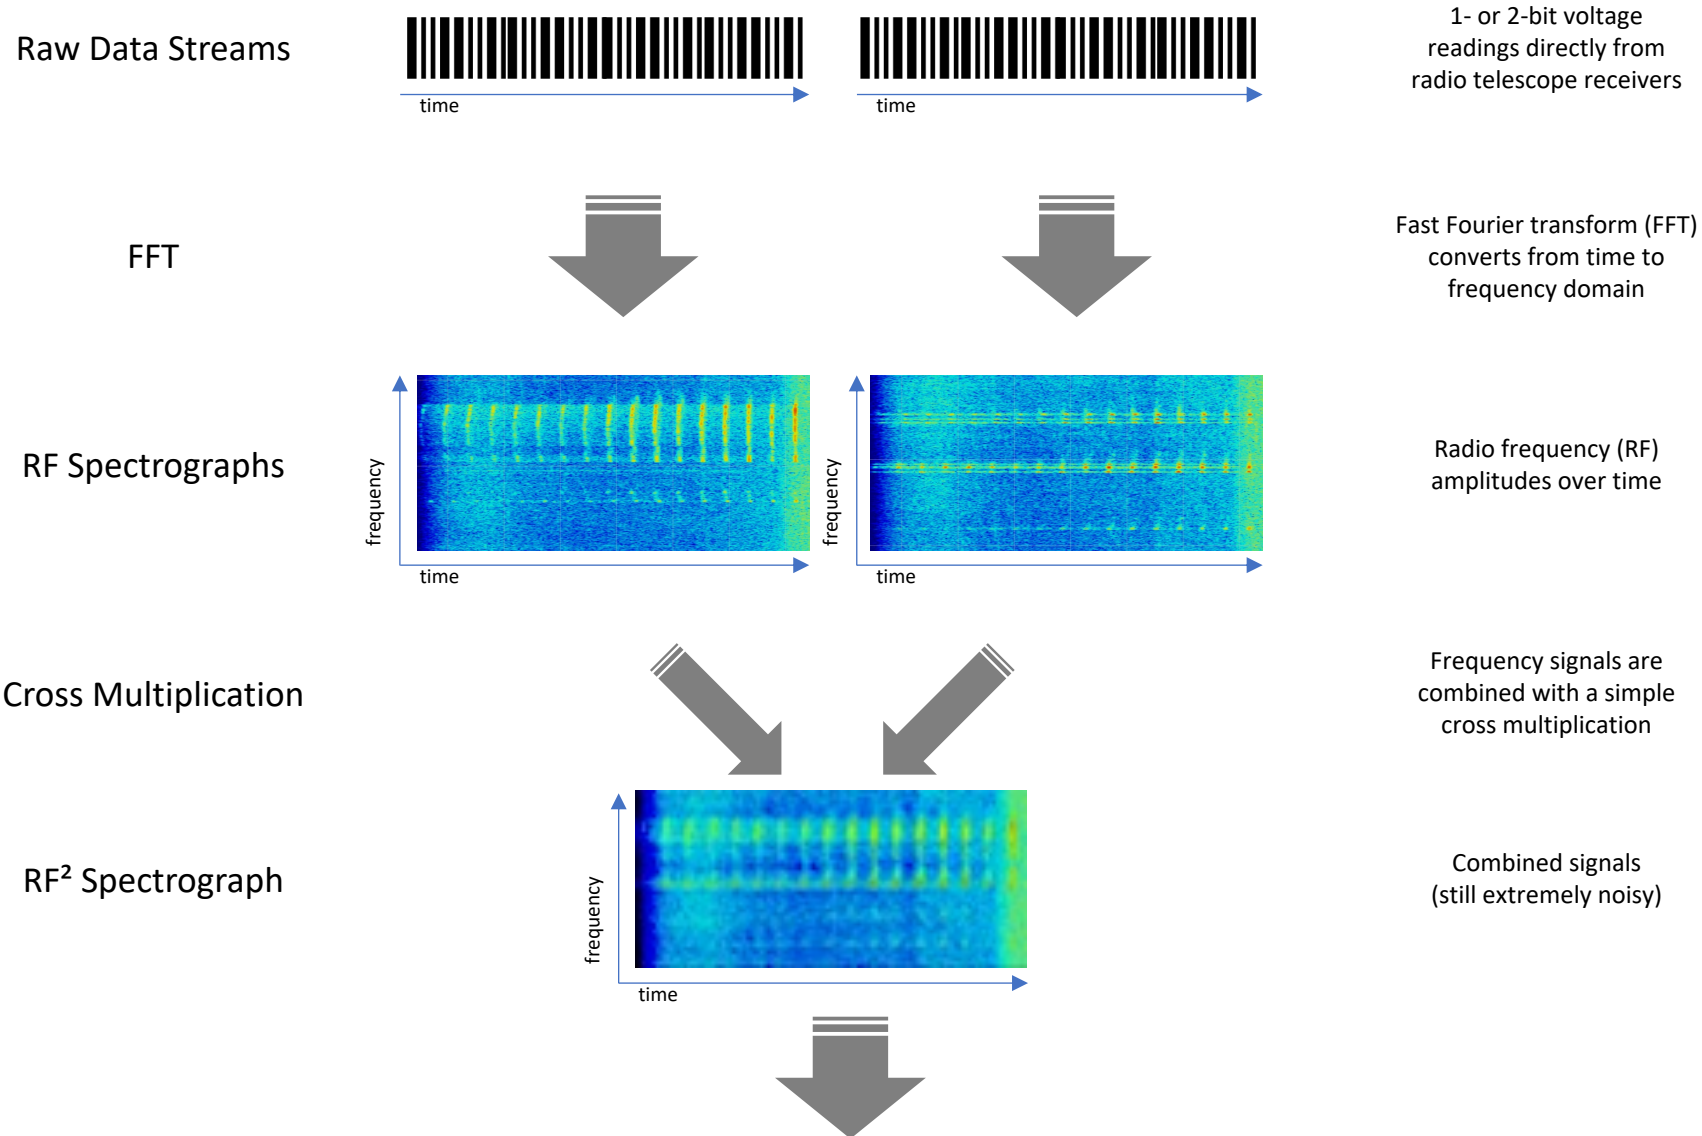 Raw Data Streams
time
time
1- or 2-bit voltage
readings directly from
radio telescope receivers
FFT
Fast Fourier transform (FFT)
converts from time to
frequency domain
RF Spectrographs
frequency
time
frequency
time
Radio frequency (RF)
amplitudes over time
Cross Multiplication
Frequency signals are
combined with a simple
cross multiplication
RF² Spectrograph
frequency
time
Combined signals
(still extremely noisy)